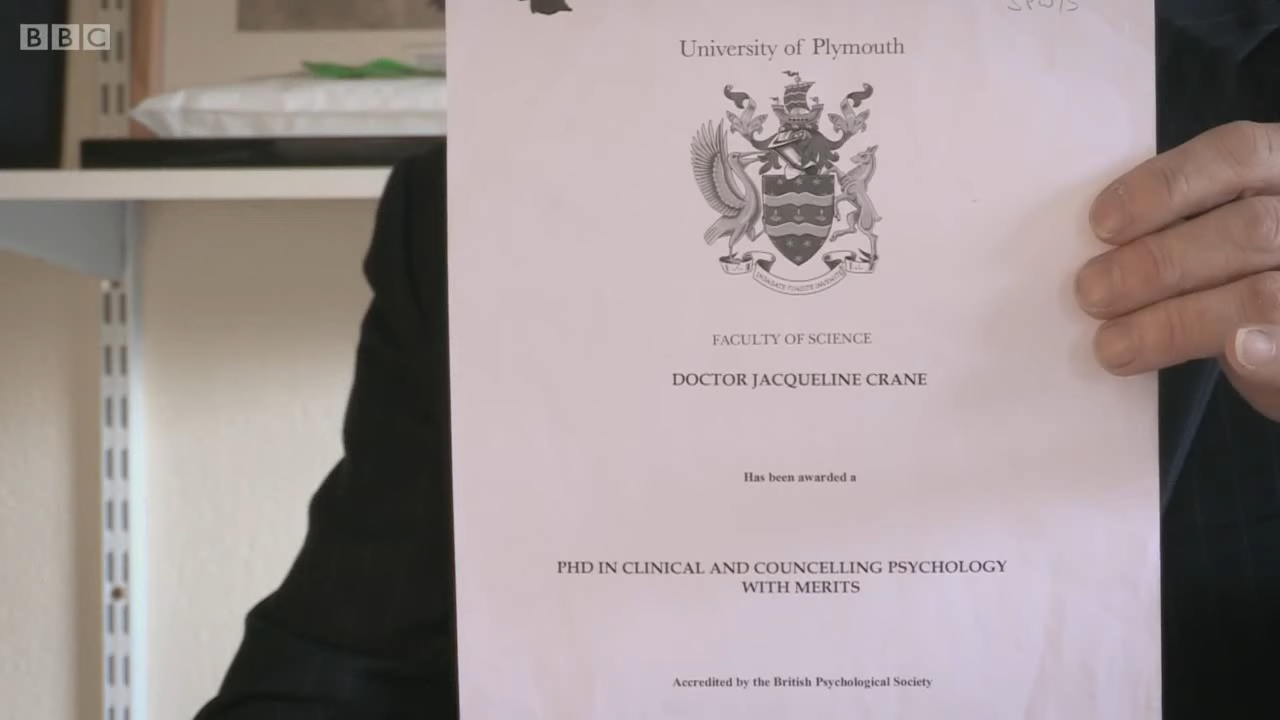 BBC
University of Plymouth
FACULTY OF SCIENCE
DOCTOR JACQUELINE CRANE
Has been awarded a
PHD IN CLINICAL AND COUNCELLING PSYCHOLOGY
WITH MERITS
Accredited by the British Psychological Society